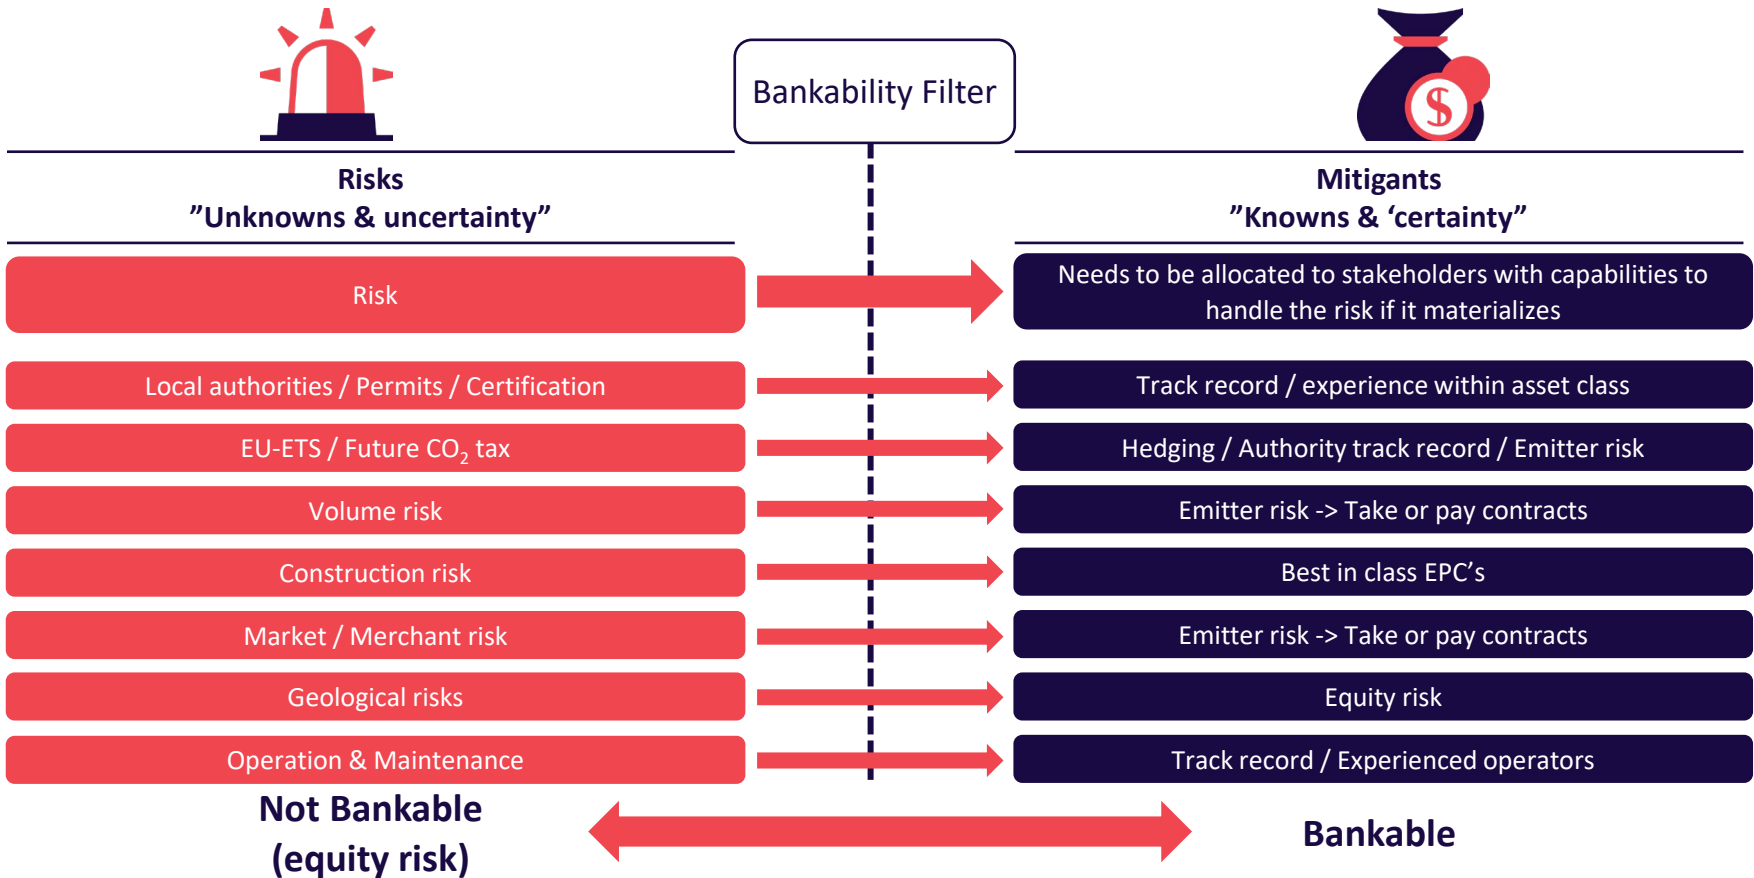 Bankability Filter
$
Risks
”Unknowns & uncertainty”
Mitigants
”Knowns & ‘certainty”
Risk
Needs to be allocated to stakeholders with capabilities to
handle the risk if it materializes
Local authorities / Permits / Certification
Track record / experience within asset class
EU-ETS / Future CO₂ tax
Hedging / Authority track record / Emitter risk
Volume risk
Emitter risk -> Take or pay contracts
Construction risk
Best in class EPC’s
Market / Merchant risk
Emitter risk -> Take or pay contracts
Geological risks
Equity risk
Operation & Maintenance
Track record / Experienced operators
Not Bankable
(equity risk)
Bankable